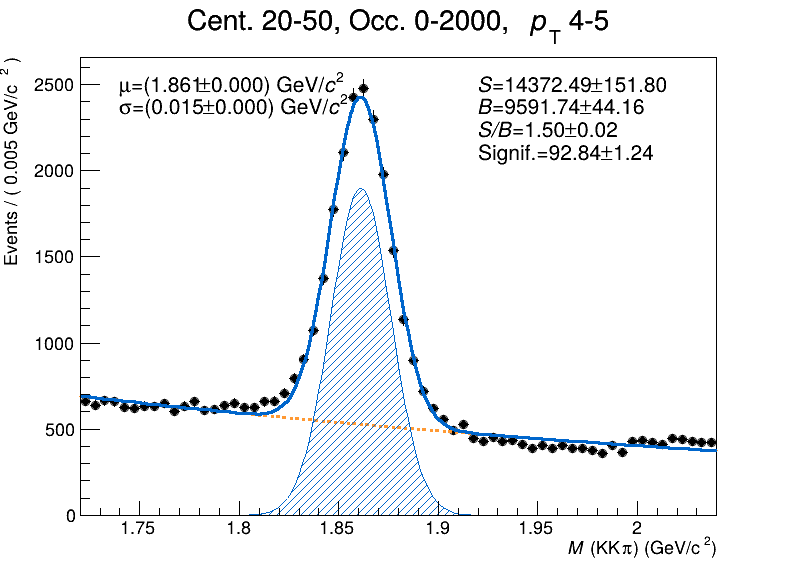 Cent. 20-50, Occ. 0-2000, pT 4-5
Events / ( 0.005 GeV/c² )
μ=(1.861±0.000) GeV/c²
σ=(0.015±0.000) GeV/c²
S=14372.49±151.80
B=9591.74±44.16
S/B=1.50±0.02
Signif.=92.84±1.24
2500
2000
1500
1000
500
0
1.75 1.8 1.85 1.9 1.95 2
M (KKπ) (GeV/c²)